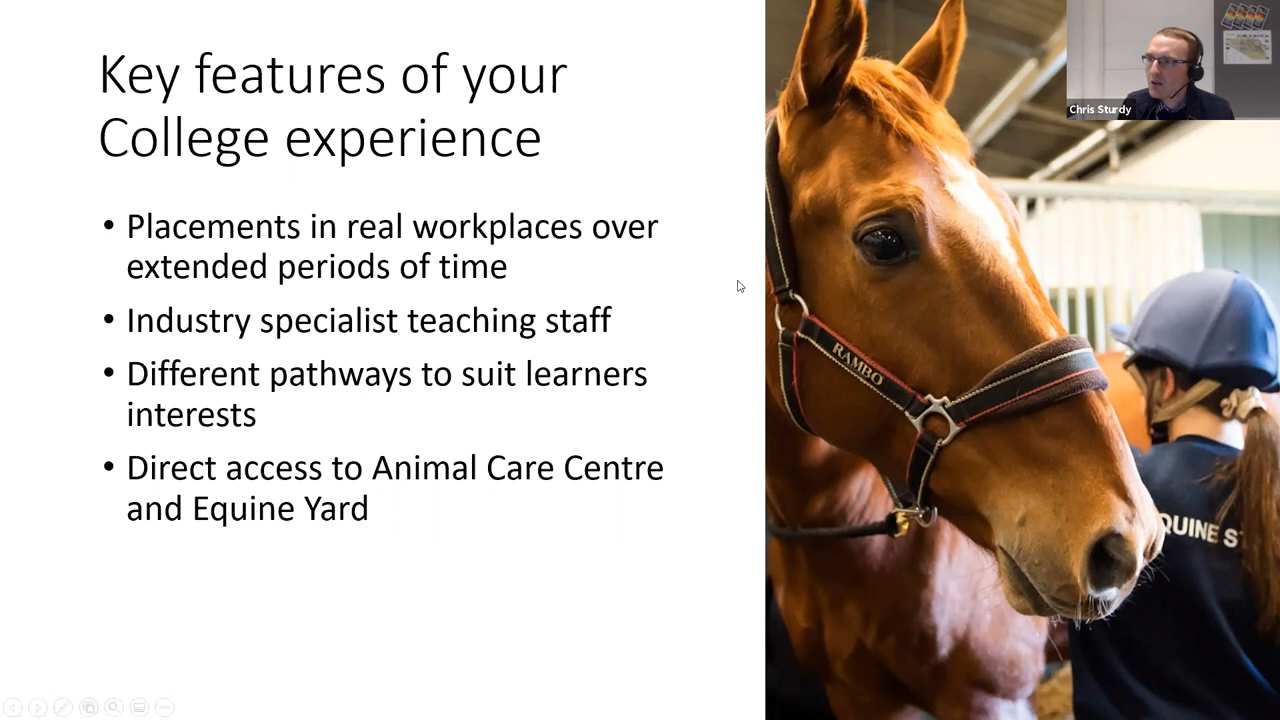 Key features of your
College experience
• Placements in real workplaces over
extended periods of time
• Industry specialist teaching staff
• Different pathways to suit learners
interests
• Direct access to Animal Care Centre
and Equine Yard
Chris Sturdy
RAMBO
QUINE ST